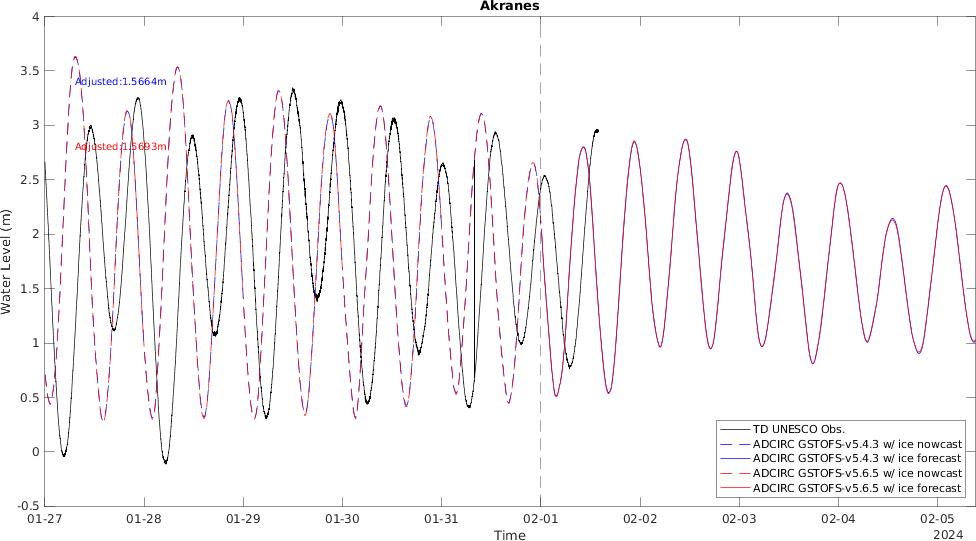 Akranes
4
3.5
3
2.5
2
1.5
1
0.5
0
-0.5
Water Level (m)
Adjusted:1.5664m
Adjusted:1.5693m
TD UNESCO Obs.
ADCIRC GSTOFS-v5.4.3 w/ ice nowcast
ADCIRC GSTOFS-v5.4.3 w/ ice forecast
ADCIRC GSTOFS-v5.6.5 w/ ice nowcast
ADCIRC GSTOFS-v5.6.5 w/ ice forecast
01-27 01-28 01-29 01-30 01-31 02-01 02-02 02-03 02-04 02-05
Time
2024